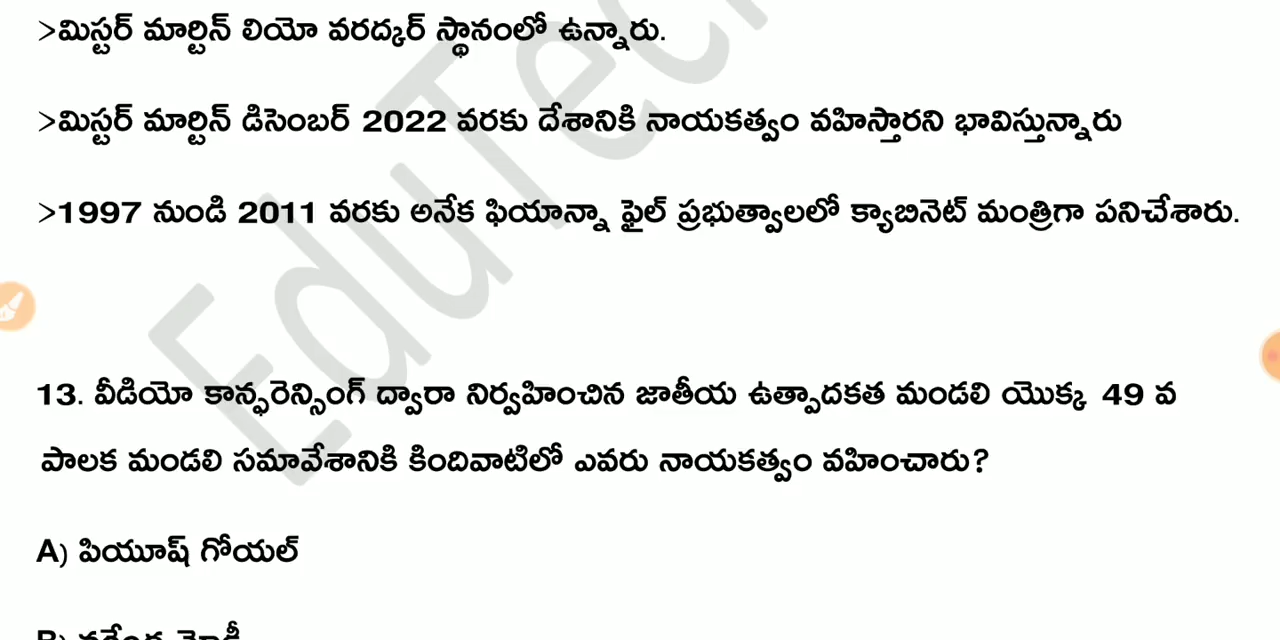 >మిస్టర్ మార్టిన్ లియో వరద్కర్ స్థానంలో ఉన్నారు.
>మిస్టర్ మార్టిన్ డిసెంబర్ 2022 వరకు దేశానికి నాయకత్వం వహిస్తారని భావిస్తున్నారు
>1997 నుండి 2011 వరకు అనేక ఫియాన్నా ఫైల్ ప్రభుత్వాలలో క్యాబినెట్ మంత్రిగా పనిచేశారు.
13. వీడియో కాన్ఫరెన్సింగ్ ద్వారా నిర్వహించిన జాతీయ ఉత్పాదకత మండలి యొక్క 49 వ
పాలక మండలి సమావేశానికి కిందివాటిలో ఎవరు నాయకత్వం వహించారు?
A) పియూష్ గోయల్